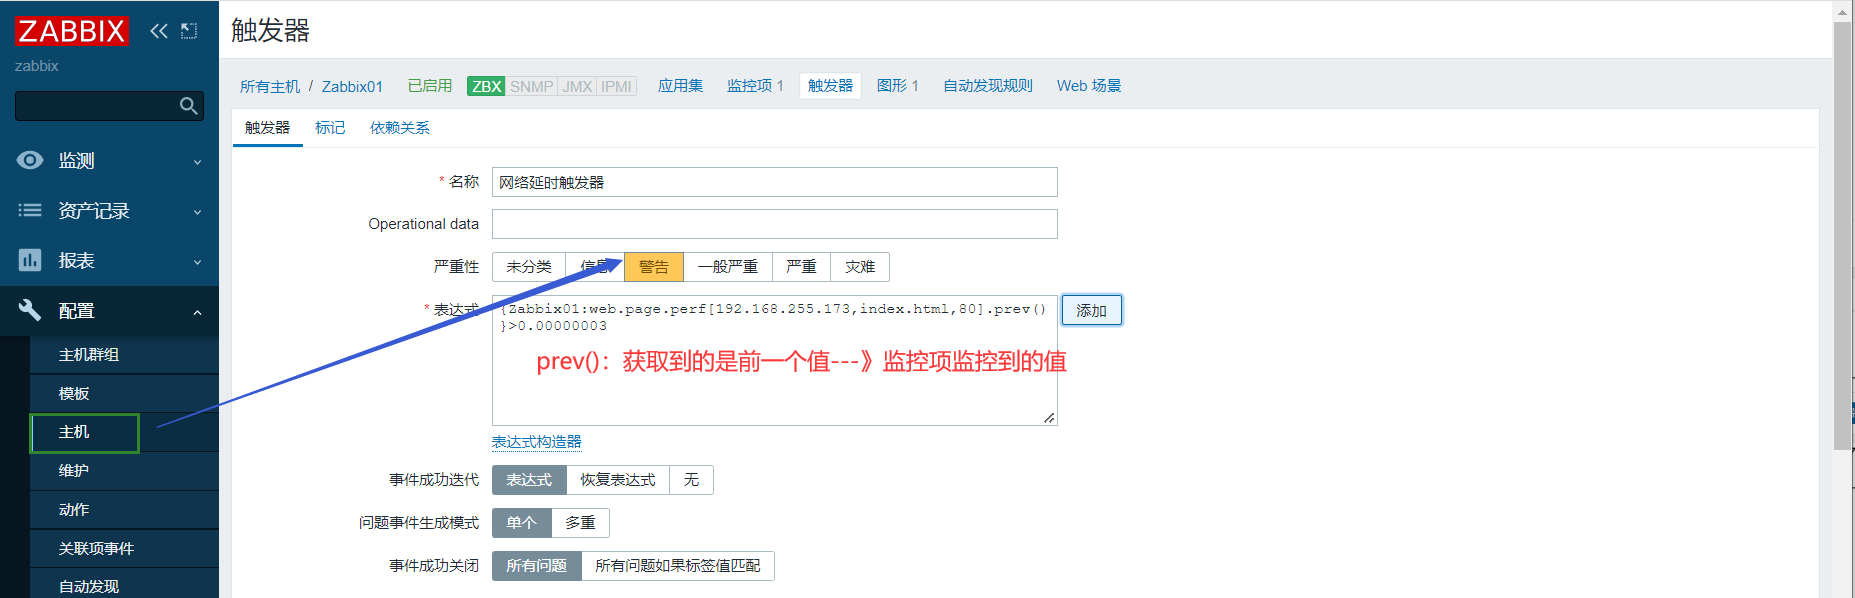 ZABBIX
zabbix
监测
资产记录
报表
配置
主机群组
模板
主机
维护
动作
关联项事件
自动发现
触发器
所有主机 / Zabbix01 已启用 ZBX SNMP JMX IPMI 应用集 监控项 1 触发器 图形 1 自动发现规则 Web 场景
触发器 标记 依赖关系
* 名称 网络延时触发器
Operational data
严重性 未分类 信息 警告 一般严重 严重 灾难
* 表达式 {Zabbix01:web.page.perf[192.168.255.173,index.html,80].prev() 添加
}>0.00000003
prev()：获取到的是前一个值---》监控项监控到的值
表达式构造器
事件成功迭代 表达式 恢复表达式 无
问题事件生成模式 单个 多重
事件成功关闭 所有问题 所有问题如果标签值匹配